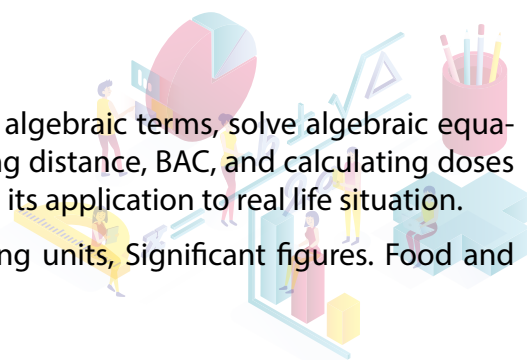 algebraic terms, solve algebraic equa-
ng distance, BAC, and calculating doses
its application to real life situation.
ng units, Significant figures. Food and